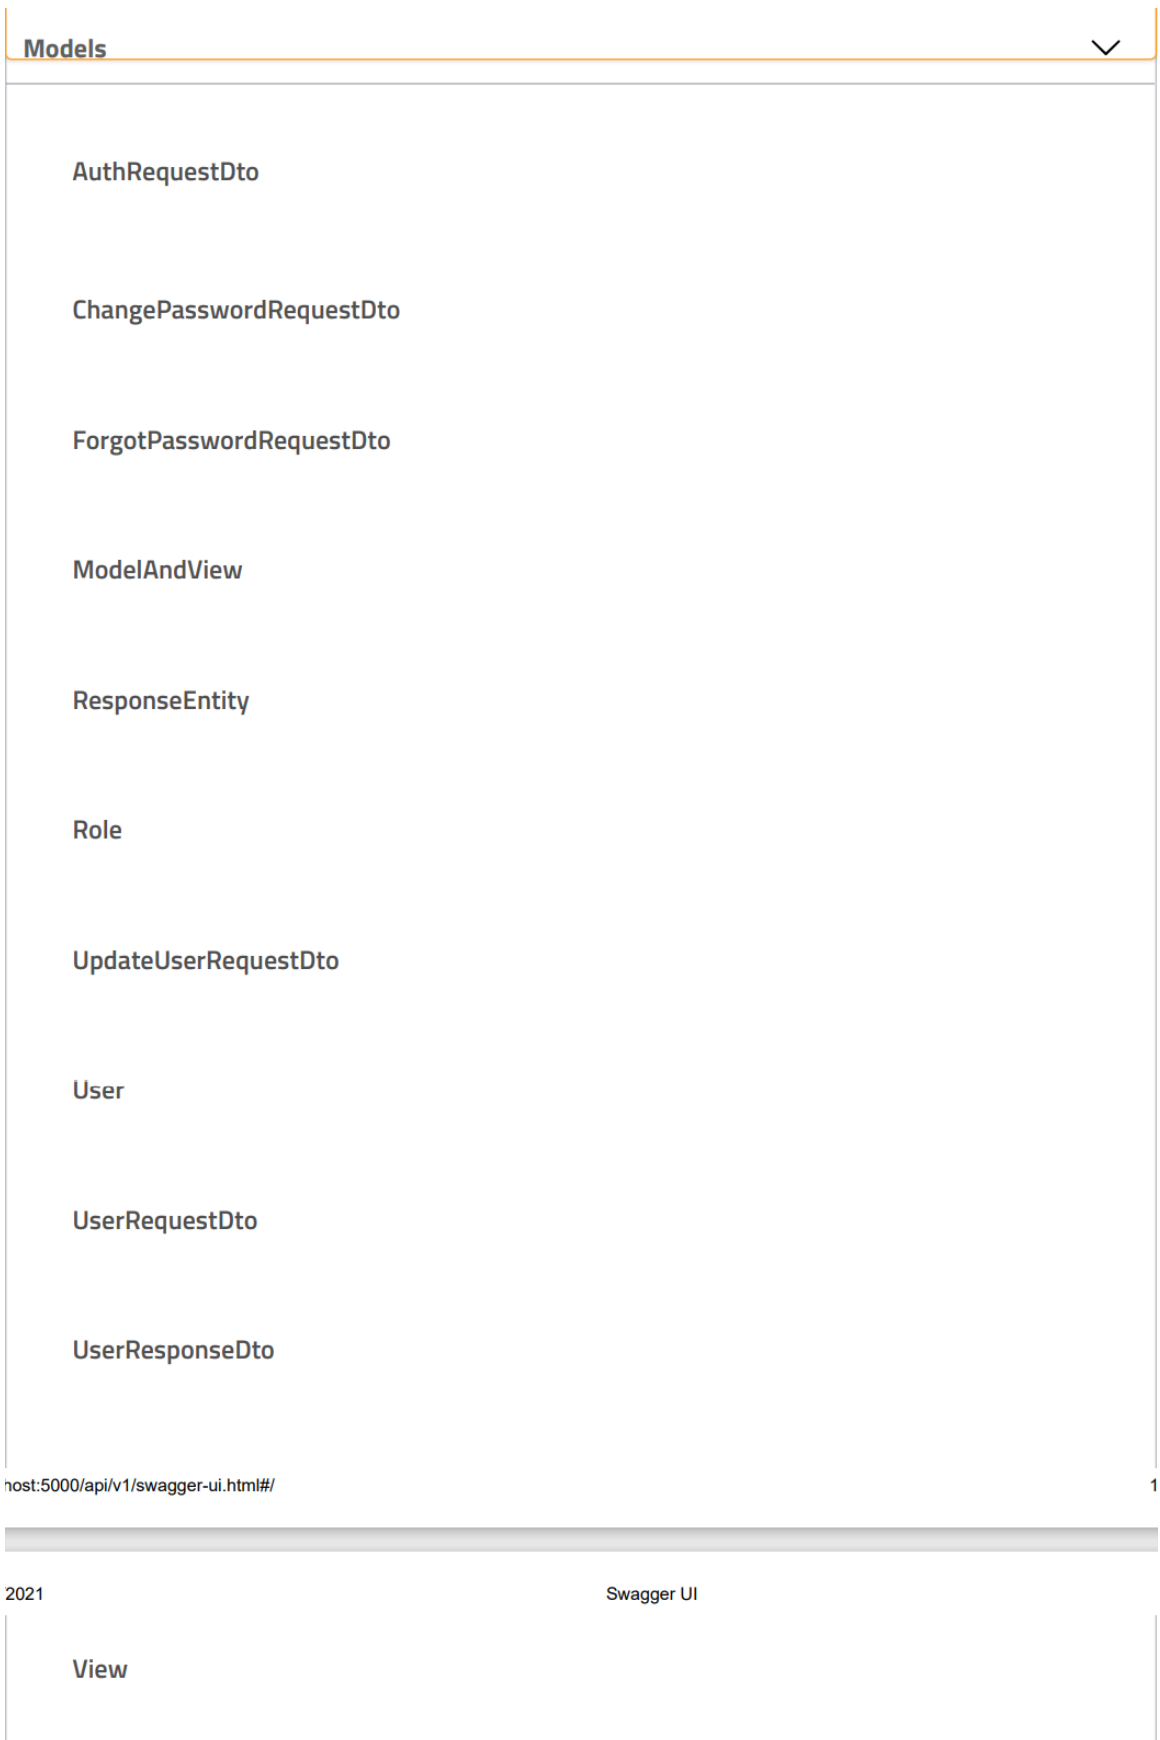 Models
AuthRequestDto
ChangePasswordRequestDto
ForgotPasswordRequestDto
ModelAndView
ResponseEntity
Role
UpdateUserRequestDto
User
UserRequestDto
UserResponseDto
host:5000/api/v1/swagger-ui.html#/ 1
2021 Swagger UI
View